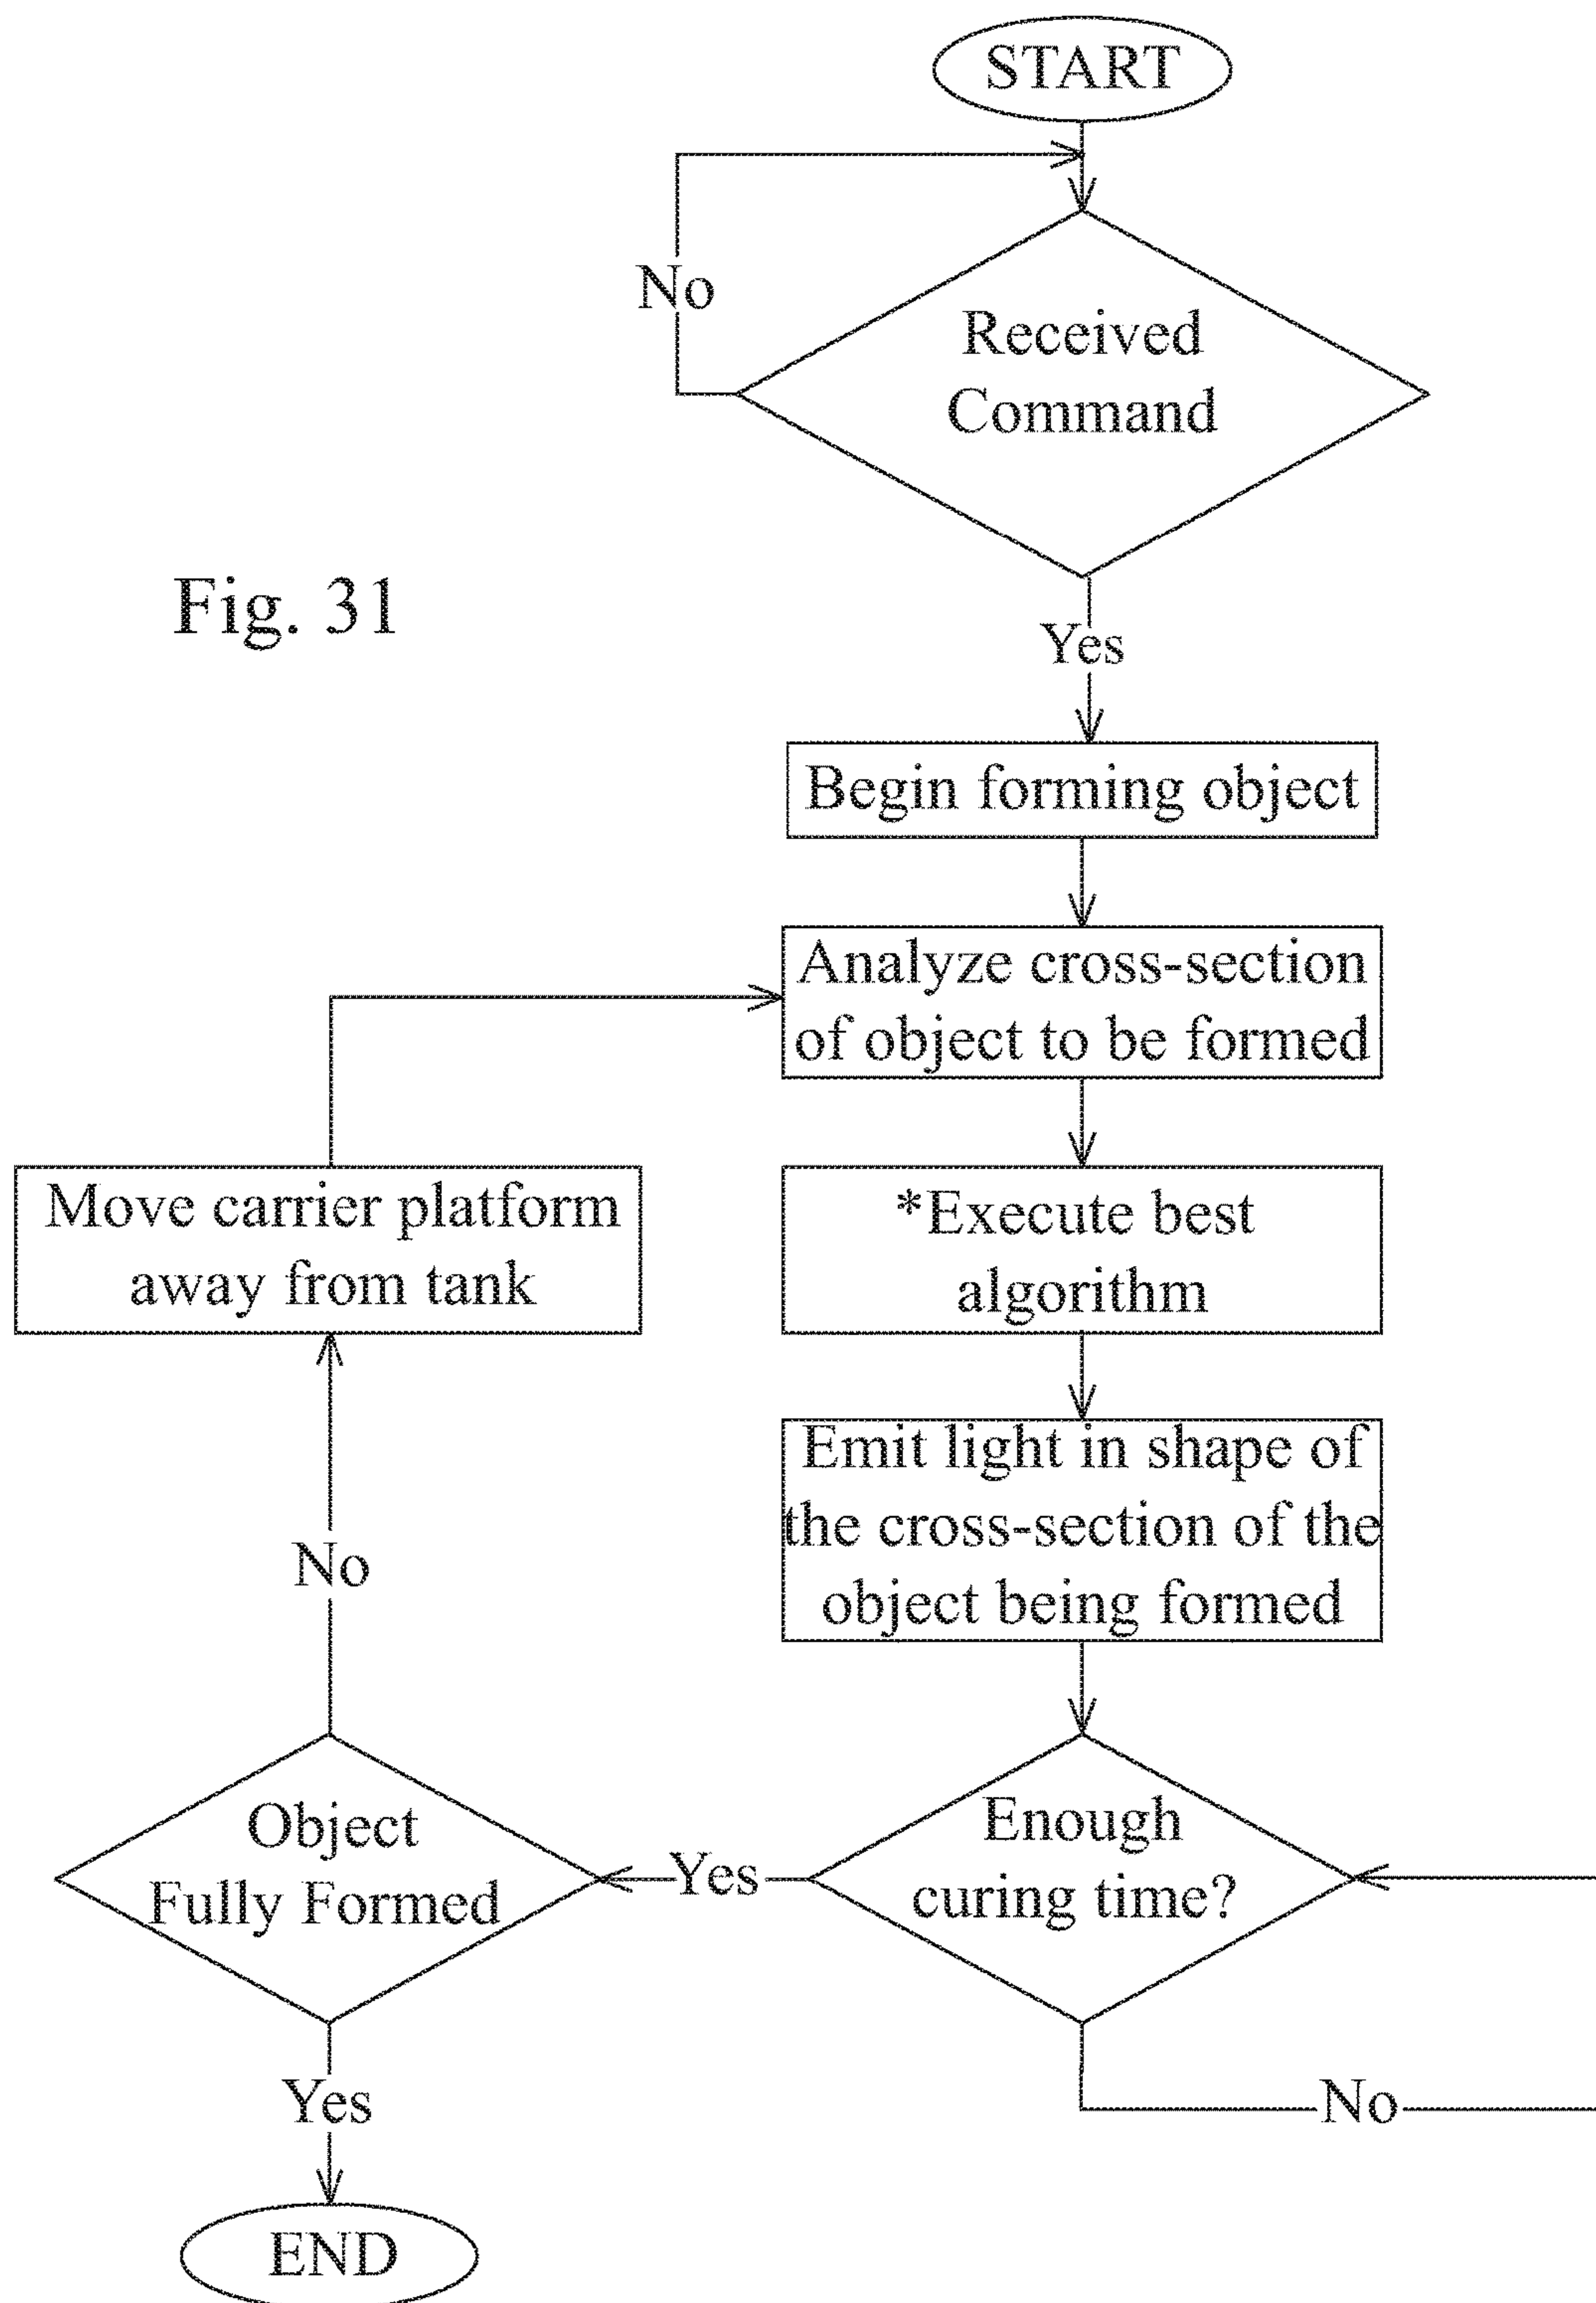 START
No
Received
Command
Fig. 31
Yes
Begin forming object
Analyze cross-section
of object to be formed
Move carrier platform
away from tank
*Execute best
algorithm
Emit light in shape of
the cross-section of the
object being formed
No
Object
Fully Formed
Yes
Enough
curing time?
Yes
No
END